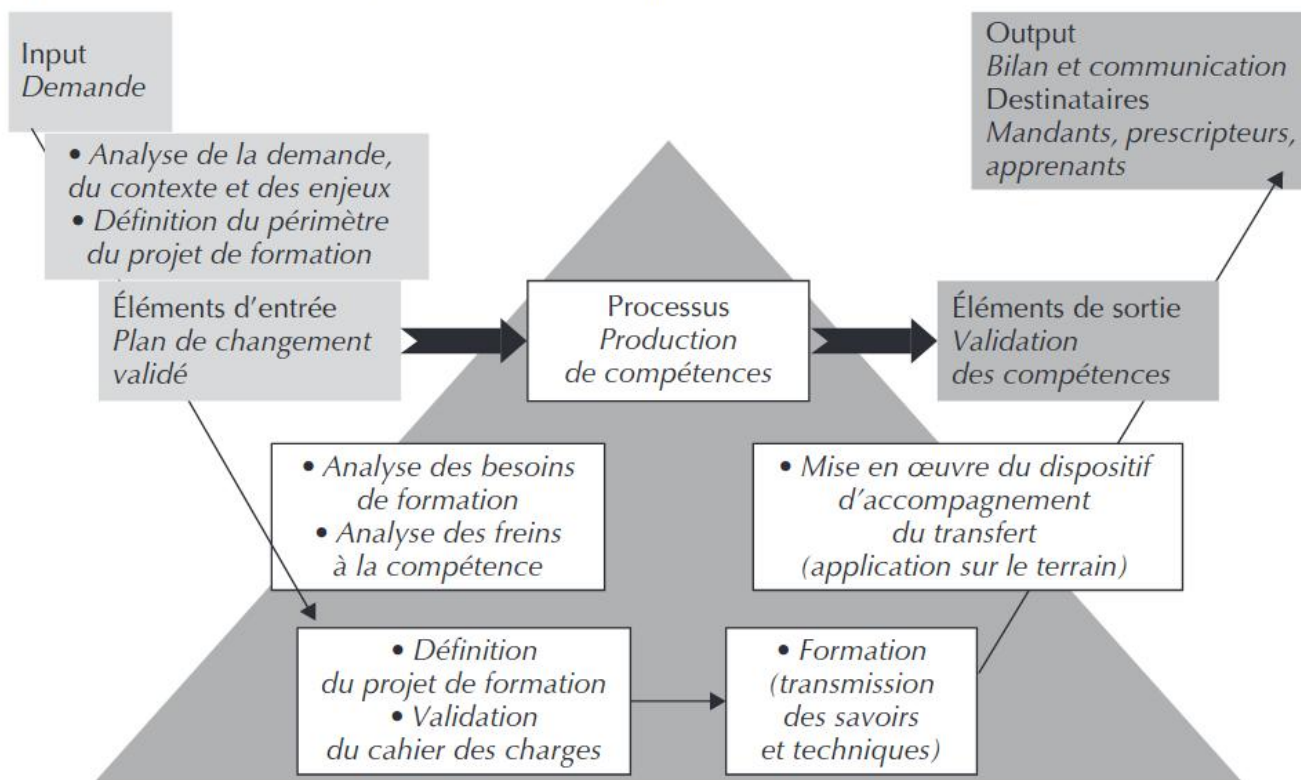 Input
Demande
• Analyse de la demande,
du contexte et des enjeux
• Définition du périmètre
du projet de formation
Éléments d'entrée
Plan de changement
validé
Processus
Production
de compétences
Éléments de sortie
Validation
des compétences
Output
Bilan et communication
Destinataires
Mandants, prescripteurs,
apprenants
• Analyse des besoins
de formation
• Analyse des freins
à la compétence
• Mise en œuvre du dispositif
d'accompagnement
du transfert
(application sur le terrain)
• Définition
du projet de formation
• Validation
du cahier des charges
• Formation
(transmission
des savoirs
et techniques)